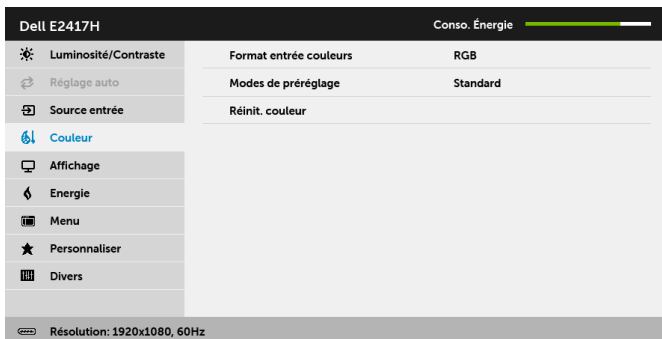 Dell E2417H Conso. Énergie
Luminosité/Contraste Format entrée couleurs RGB
Réglage auto Modes de préréglage Standard
Source entrée Réinit. couleur
Couleur
Affichage
Energie
Menu
Personnaliser
Divers
Résolution: 1920x1080, 60Hz